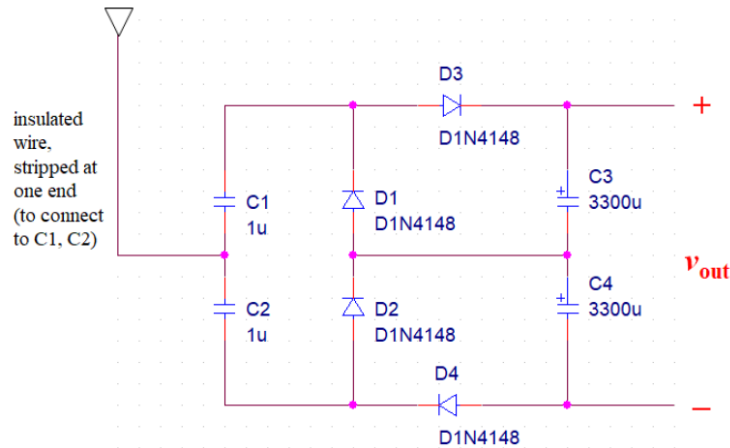 D3
D1N4148
insulated
wire,
stripped at
one end
(to connect
to C1, C2)
+
C1
1u
D1
D1N4148
C3
3300u
+
C2
1u
D2
D1N4148
C4
3300u
+
D4
D1N4148
v_out
+
−